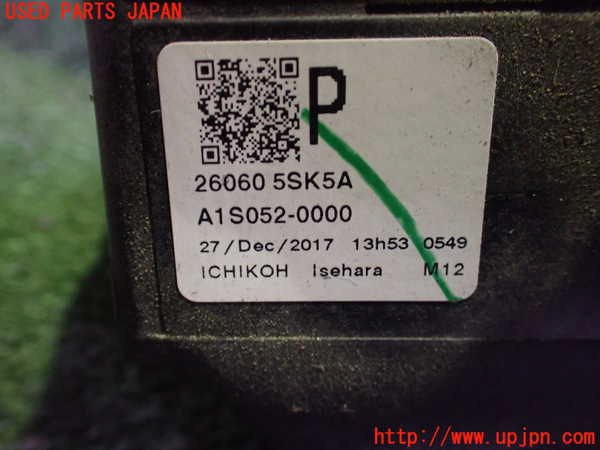 USED PARTS JAPAN
P
26060 5SK5A
A1S052-0000
27/Dec/2017 13h53 0549
ICHIKOH Isehara M12
http://www.upjpn.com/